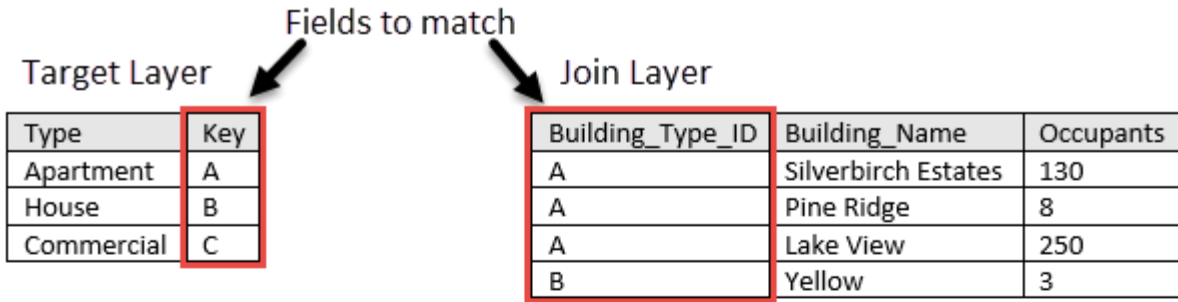 Fields to match
Target Layer
Join Layer
Type Key
Apartment A
House B
Commercial C
Building_Type_ID Building_Name Occupants
A Silverbirch Estates 130
A Pine Ridge 8
A Lake View 250
B Yellow 3